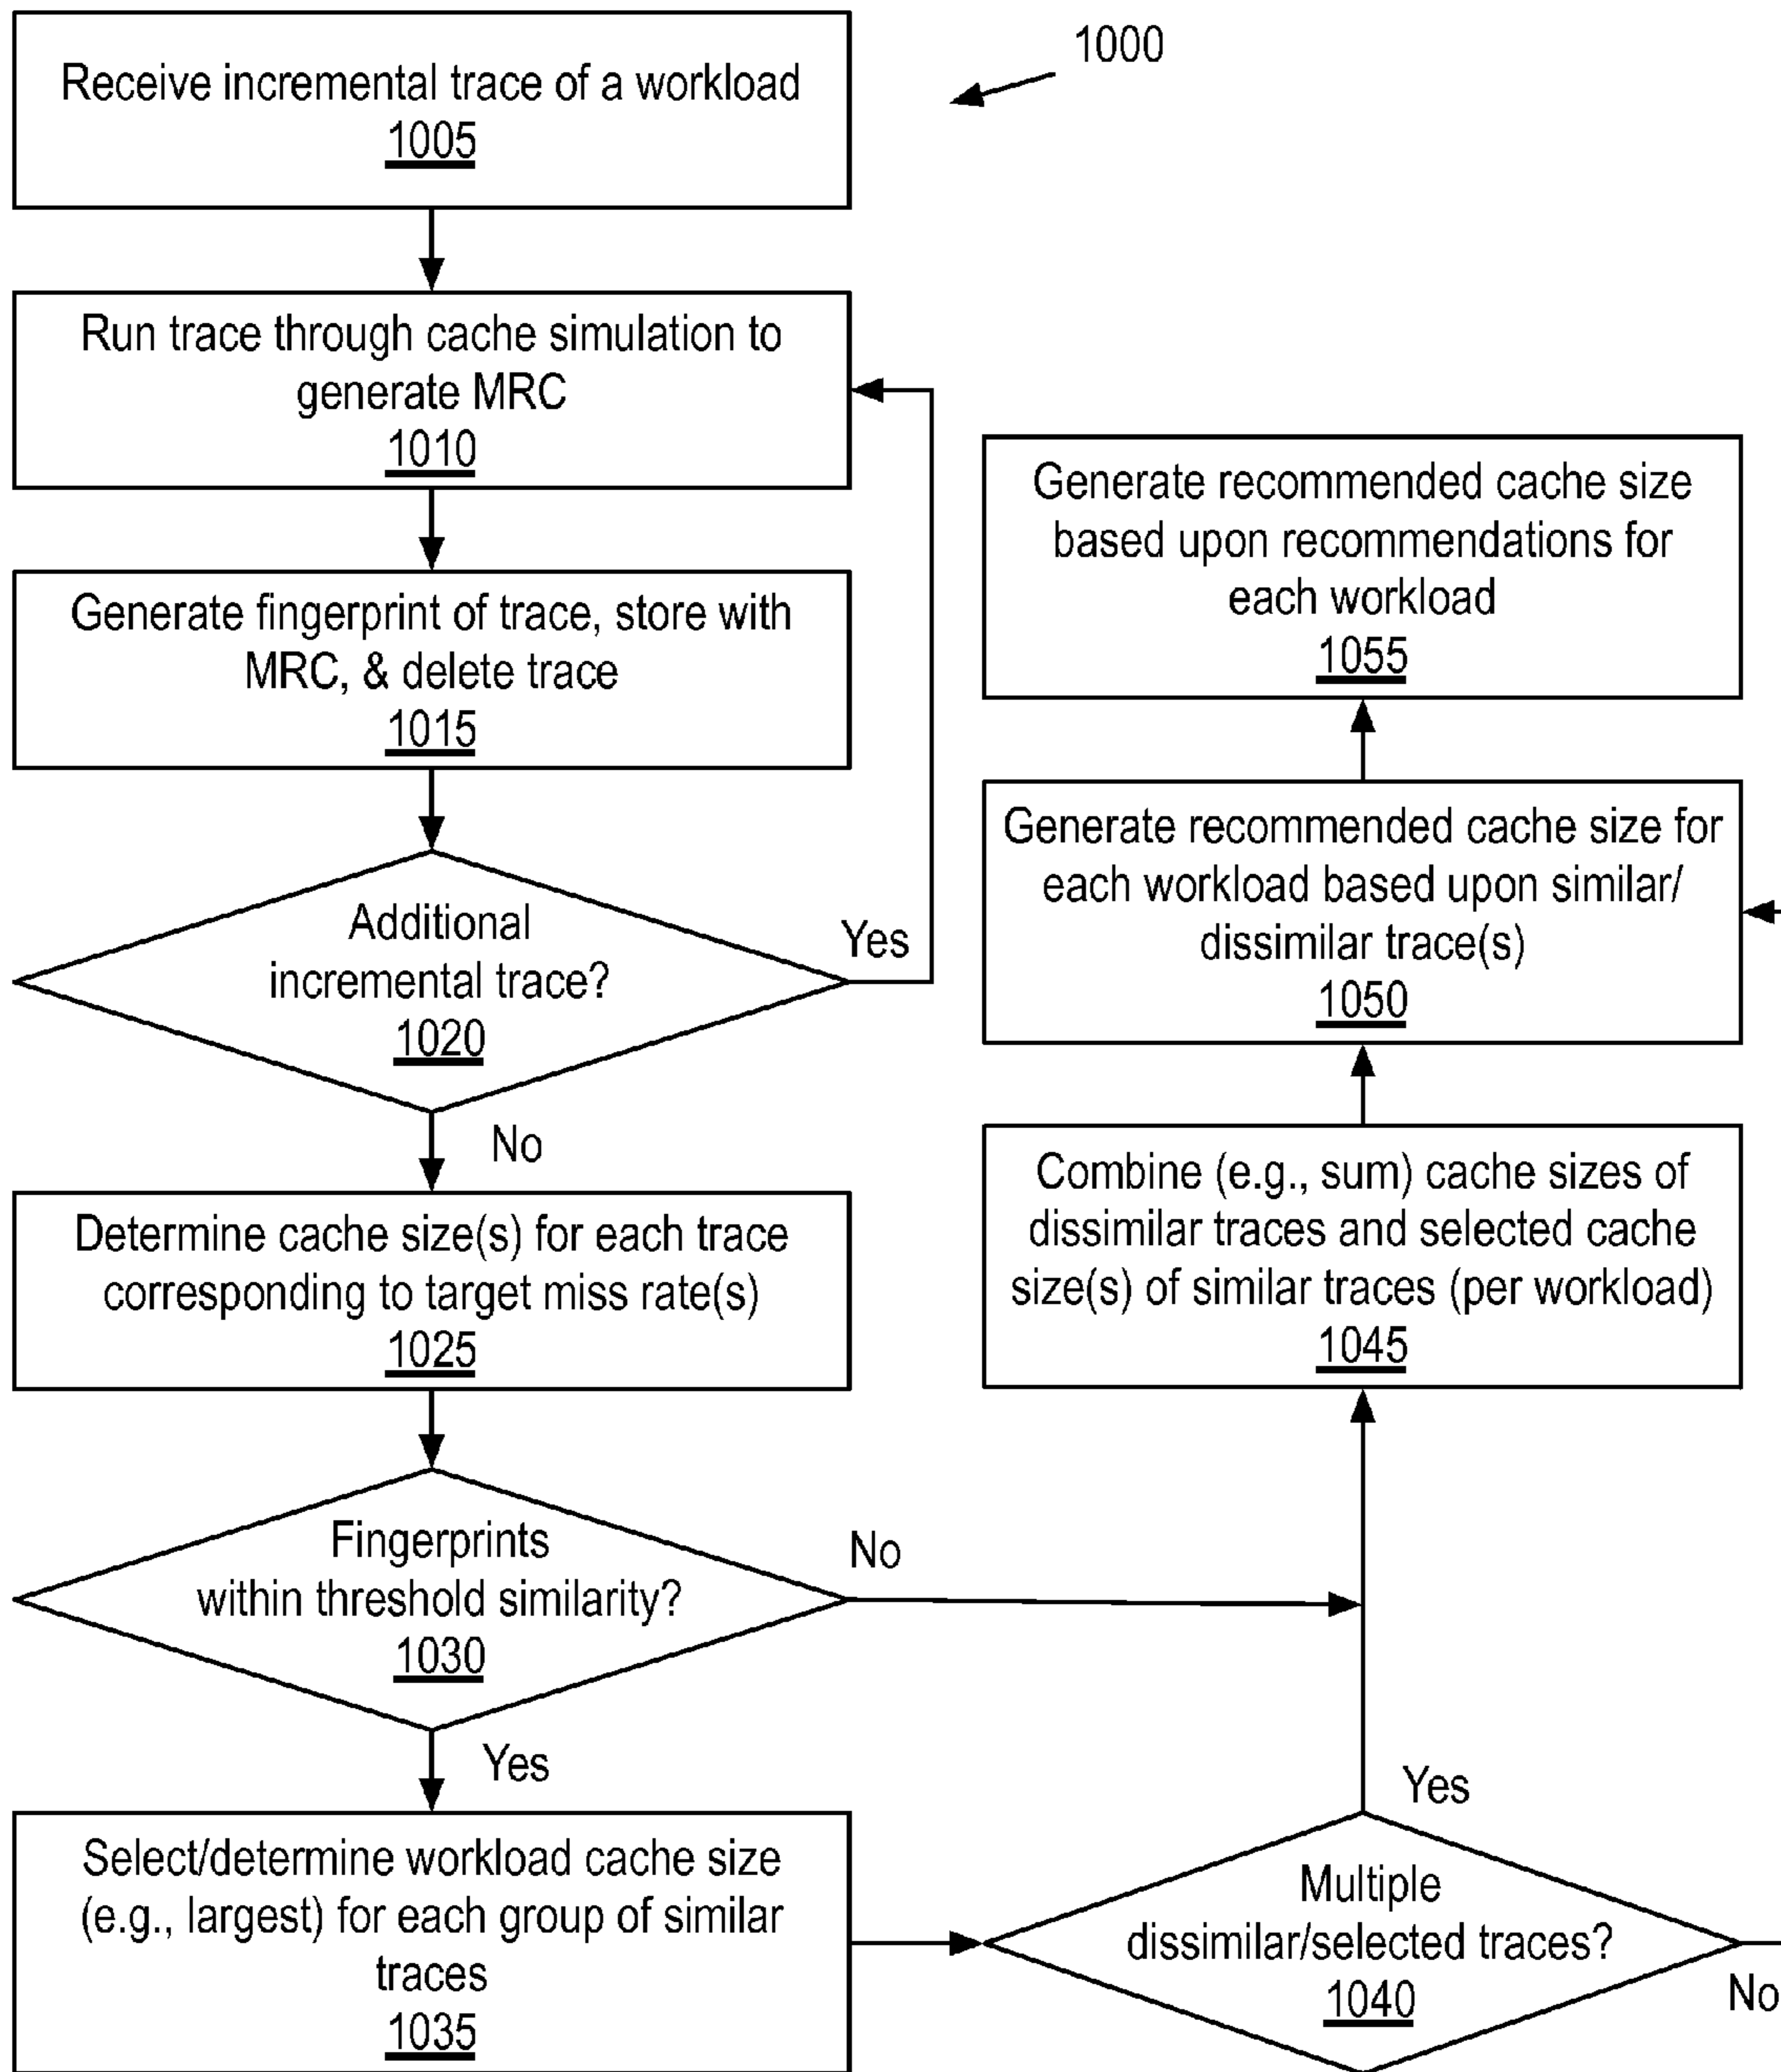 1000
Receive incremental trace of a workload
1005
Run trace through cache simulation to
generate MRC
1010
Generate fingerprint of trace, store with
MRC, & delete trace
1015
Additional
incremental trace?
1020
Yes
No
Determine cache size(s) for each trace
corresponding to target miss rate(s)
1025
Fingerprints
within threshold similarity?
1030
No
Yes
Select/determine workload cache size
(e.g., largest) for each group of similar
traces
1035
Multiple
dissimilar/selected traces?
1040
Yes
No
Combine (e.g., sum) cache sizes of
dissimilar traces and selected cache
size(s) of similar traces (per workload)
1045
Generate recommended cache size for
each workload based upon similar/
dissimilar trace(s)
1050
Generate recommended cache size
based upon recommendations for
each workload
1055